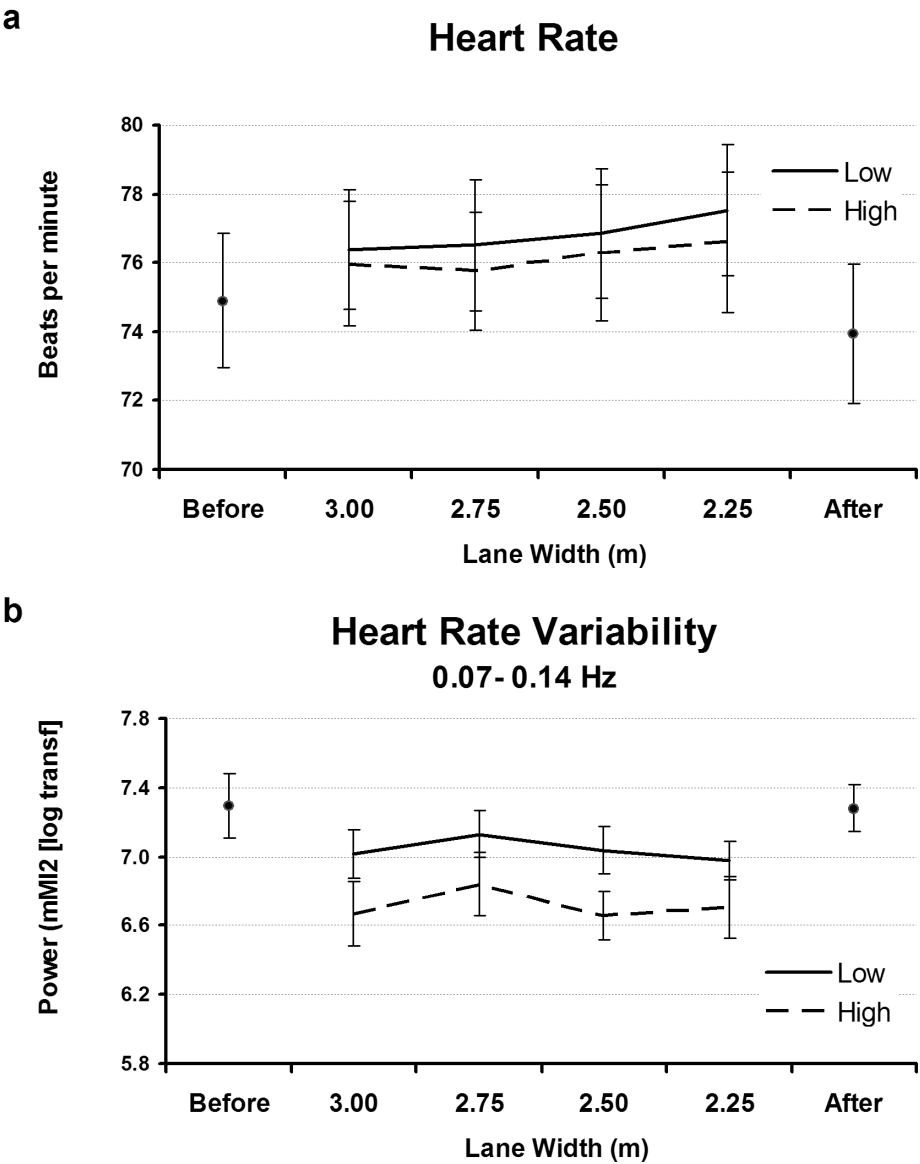 a
Heart Rate
80
78
76
74
72
70
Beats per minute
Low
High
Before 3.00 2.75 2.50 2.25 After
Lane Width (m)
b
Heart Rate Variability
0.07- 0.14 Hz
7.8
7.4
7.0
6.6
6.2
5.8
Power (mMI2 [log transf]
Low
High
Before 3.00 2.75 2.50 2.25 After
Lane Width (m)